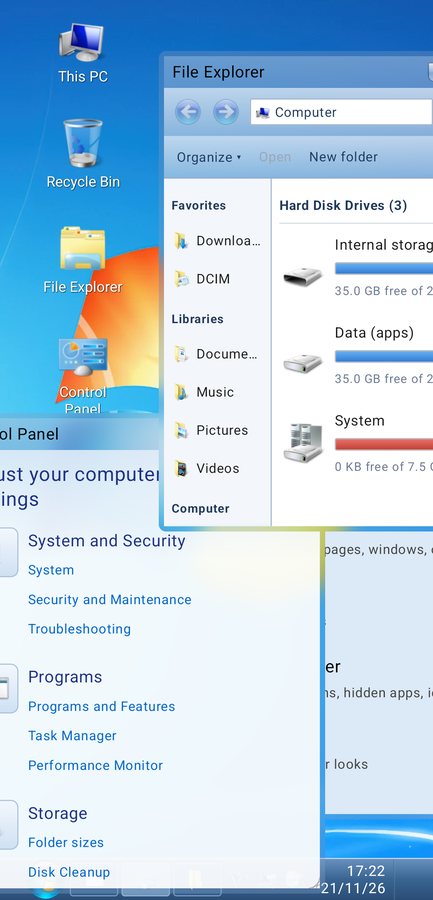 This PC
Recycle Bin
File Explorer
Control
Panel
File Explorer
Computer
Organize
Open
New folder
Favorites
Downloa...
DCIM
Libraries
Docume...
Music
Pictures
Videos
Computer
Hard Disk Drives (3)
Internal storag
35.0 GB free of 2
Data (apps)
35.0 GB free of 2
System
0 KB free of 7.5 G
ol Panel
ust your computer
ings
System and Security
System
Security and Maintenance
Troubleshooting
Programs
Programs and Features
Task Manager
Performance Monitor
Storage
Folder sizes
Disk Cleanup
pages, windows,
er
ns, hidden apps,
r looks
17:22
21/11/26